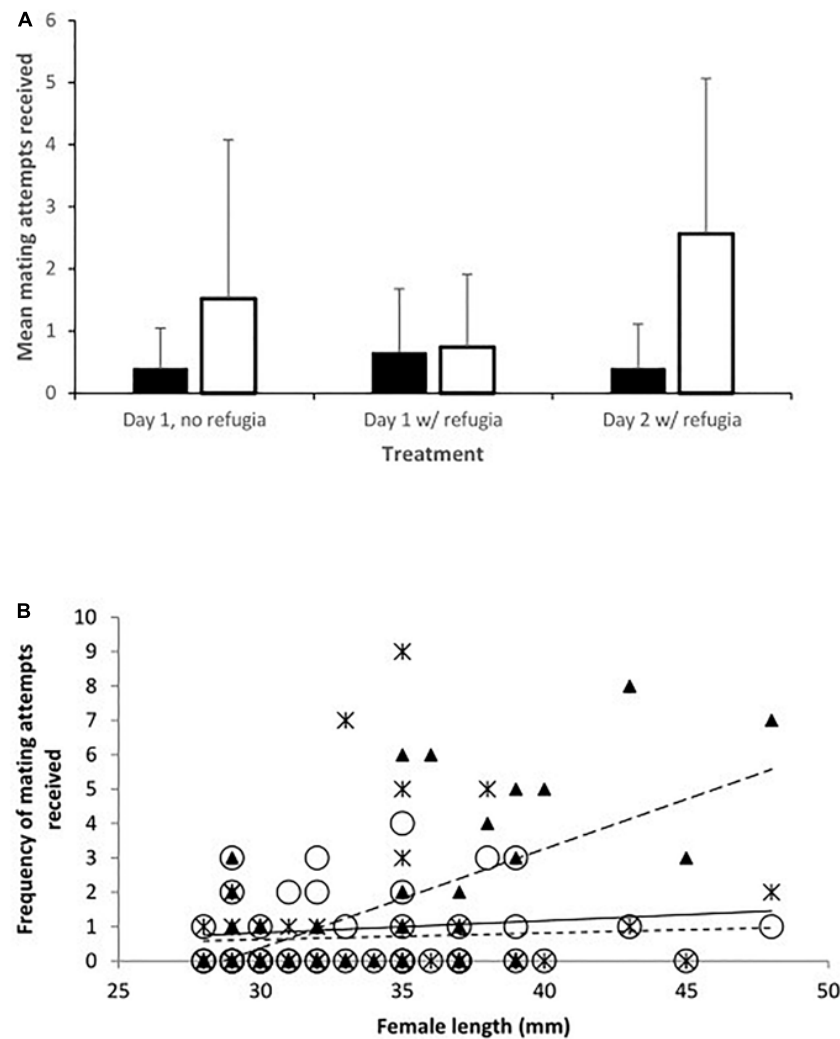 A
6
5
4
3
2
1
0
Mean mating attempts received
Day 1, no refugia
Day 1 w/ refugia
Day 2 w/ refugia
Treatment
B
10
9
8
7
6
5
4
3
2
1
0
Frequency of mating attempts
received
25
30
35
40
45
50
Female length (mm)